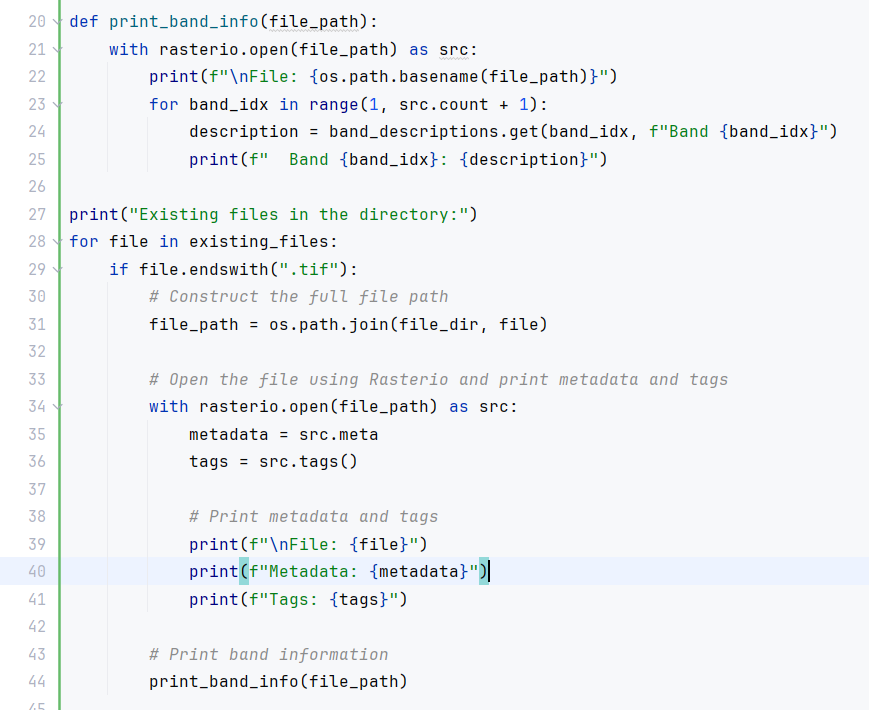 20 def print_band_info(file_path):
21     with rasterio.open(file_path) as src:
22         print(f"\nFile: {os.path.basename(file_path)}")
23         for band_idx in range(1, src.count + 1):
24             description = band_descriptions.get(band_idx, f"Band {band_idx}")
25             print(f"  Band {band_idx}: {description}")
26
27 print("Existing files in the directory:")
28 for file in existing_files:
29     if file.endswith(".tif"):
30         # Construct the full file path
31         file_path = os.path.join(file_dir, file)
32
33         # Open the file using Rasterio and print metadata and tags
34         with rasterio.open(file_path) as src:
35             metadata = src.meta
36             tags = src.tags()
37
38             # Print metadata and tags
39             print(f"\nFile: {file}")
40             print(f"Metadata: {metadata}")
41             print(f"Tags: {tags}")
42
43         # Print band information
44         print_band_info(file_path)
45